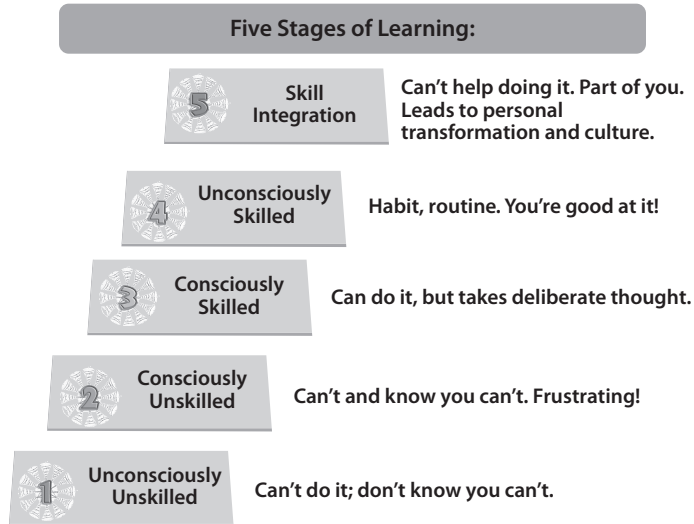 Five Stages of Learning:
5
Skill
Integration
Can't help doing it. Part of you.
Leads to personal
transformation and culture.
4
Unconsciously
Skilled
Habit, routine. You're good at it!
3
Consciously
Skilled
Can do it, but takes deliberate thought.
2
Consciously
Unskilled
Can't and know you can't. Frustrating!
1
Unconsciously
Unskilled
Can't do it; don't know you can't.